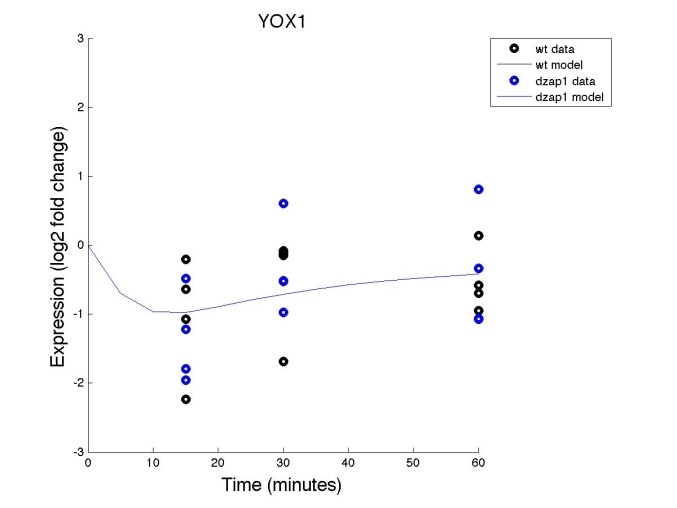 YOX1
3
2
1
0
-1
-2
-3
0 10 20 30 40 50 60
Expression (log2 fold change)
Time (minutes)
wt data
wt model
dzap1 data
dzap1 model